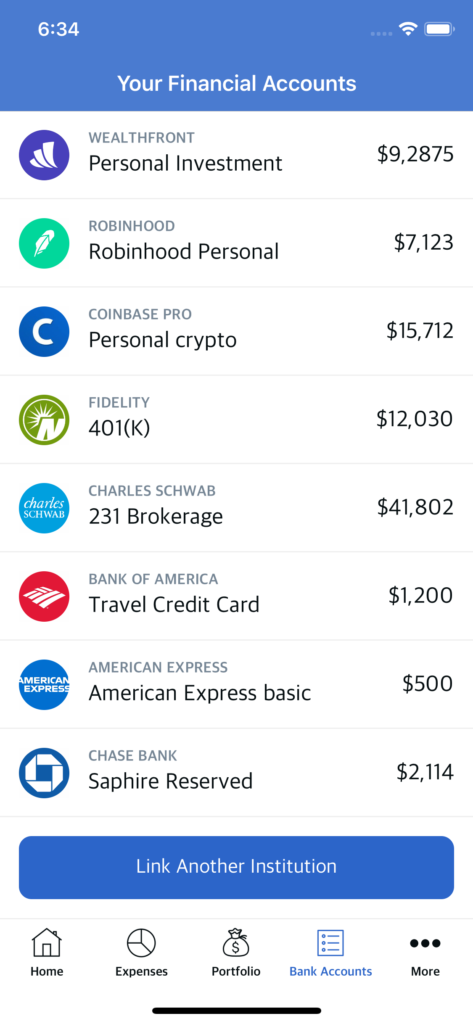 6:34
Your Financial Accounts
WEALTHFRONT
Personal Investment
$9,2875
ROBINHOOD
Robinhood Personal
$7,123
COINBASE PRO
Personal crypto
$15,712
FIDELITY
401(K)
$12,030
charles
SCHWAB
CHARLES SCHWAB
231 Brokerage
$41,802
BANK OF AMERICA
Travel Credit Card
$1,200
AMERICAN
EXPRESS
AMERICAN EXPRESS
American Express basic
$500
CHASE BANK
Saphire Reserved
$2,114
Link Another Institution
Home
Expenses
Portfolio
Bank Accounts
More